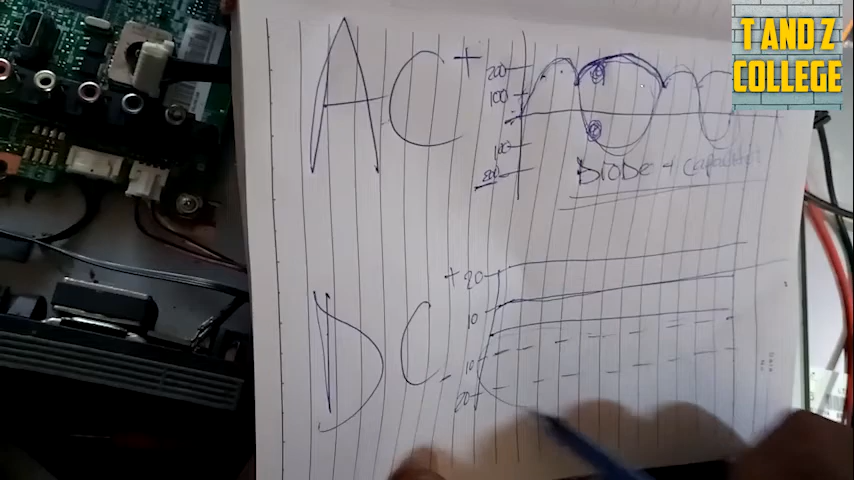 T AND Z
COLLEGE
AC
+
200
100
100
200
DIODE + Capacitor
DC
+ 20
10
10
- 20